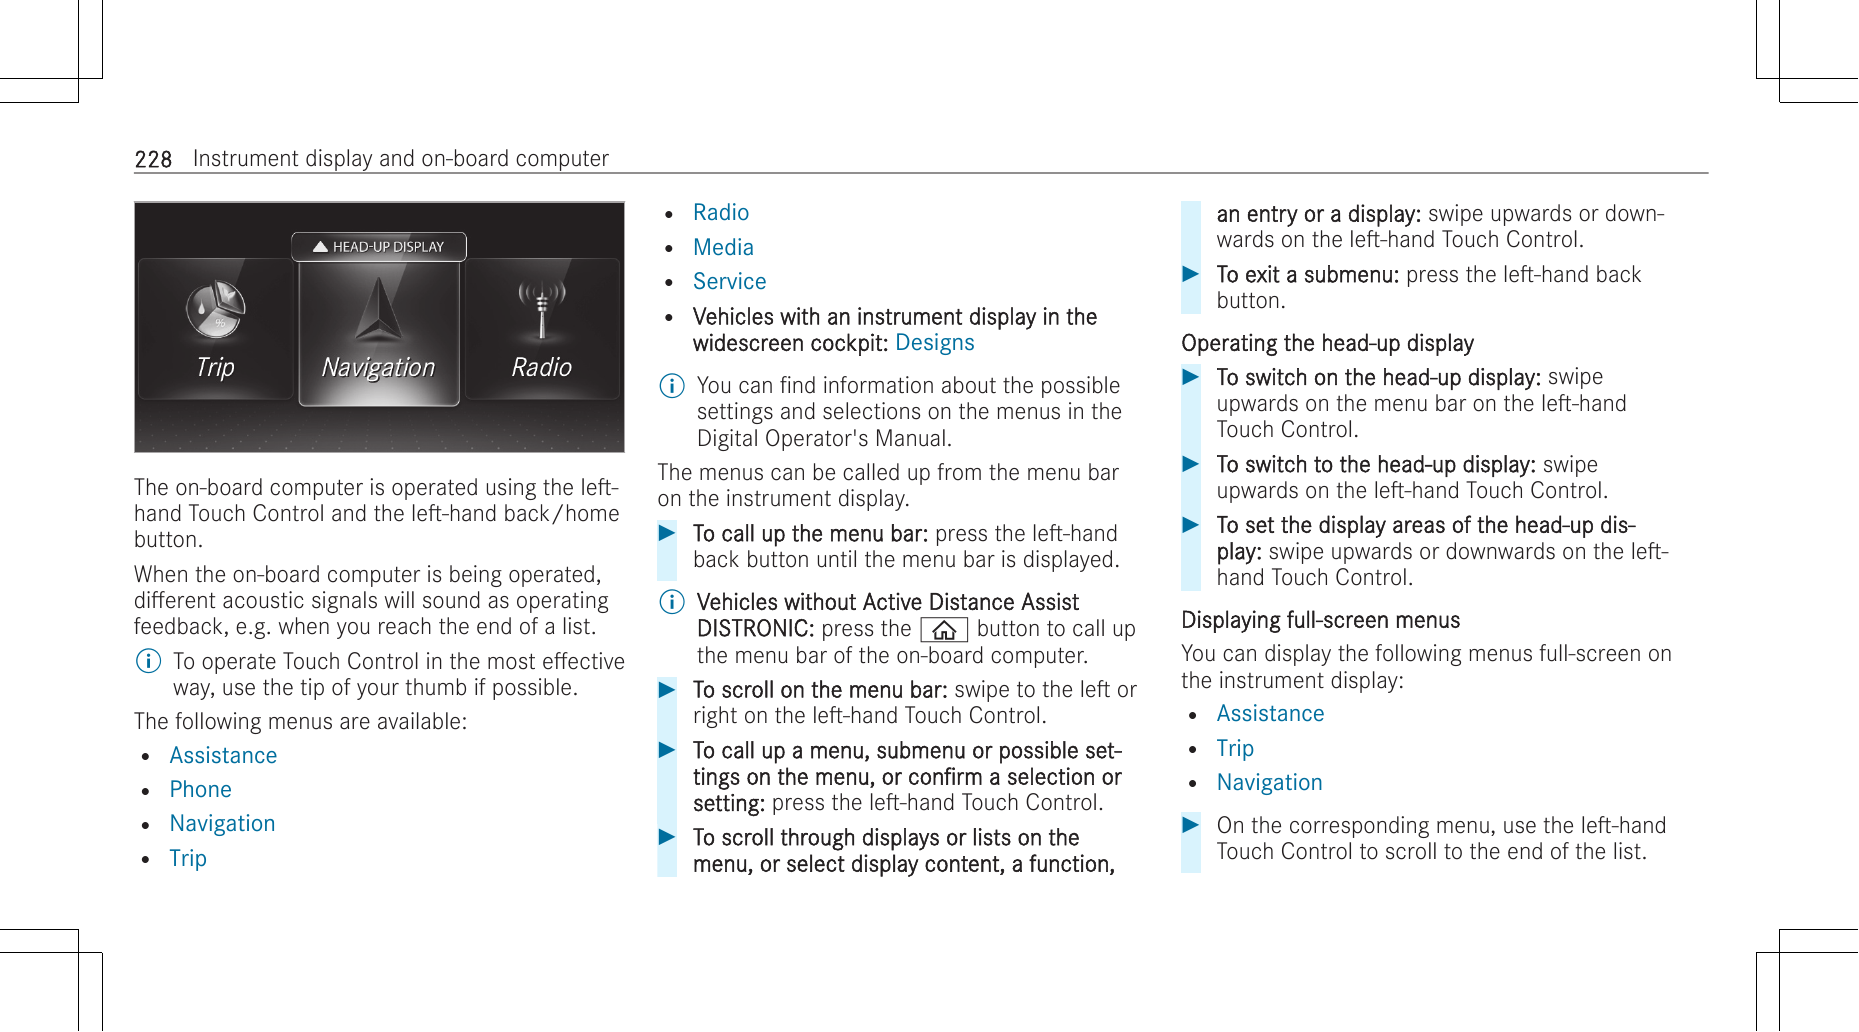 228 Instrument display and on-board computer
HEAD-UP DISPLAY
%
Trip
Navigation
Radio
The on-board computer is operated using the left-
hand Touch Control and the left-hand back/home
button.
When the on-board computer is being operated,
different acoustic signals will sound as operating
feedback, e.g. when you reach the end of a list.
To operate Touch Control in the most effective
way, use the tip of your thumb if possible.
The following menus are available:
• Assistance
• Phone
• Navigation
• Trip
• Radio
• Media
• Service
• Vehicles with an instrument display in the
widescreen cockpit: Designs
You can find information about the possible
settings and selections on the menus in the
Digital Operator's Manual.
The menus can be called up from the menu bar
on the instrument display.
To call up the menu bar: press the left-hand
back button until the menu bar is displayed.
Vehicles without Active Distance Assist
DISTRONIC: press the button to call up
the menu bar of the on-board computer.
To scroll on the menu bar: swipe to the left or
right on the left-hand Touch Control.
To call up a menu, submenu or possible set-
tings on the menu, or confirm a selection or
setting: press the left-hand Touch Control.
To scroll through displays or lists on the
menu, or select display content, a function,
an entry or a display: swipe upwards or down-
wards on the left-hand Touch Control.
To exit a submenu: press the left-hand back
button.
Operating the head-up display
To switch on the head-up display: swipe
upwards on the menu bar on the left-hand
Touch Control.
To switch to the head-up display: swipe
upwards on the left-hand Touch Control.
To set the display areas of the head-up dis-
play: swipe upwards or downwards on the left-
hand Touch Control.
Displaying full-screen menus
You can display the following menus full-screen on
the instrument display:
• Assistance
• Trip
• Navigation
On the corresponding menu, use the left-hand
Touch Control to scroll to the end of the list.